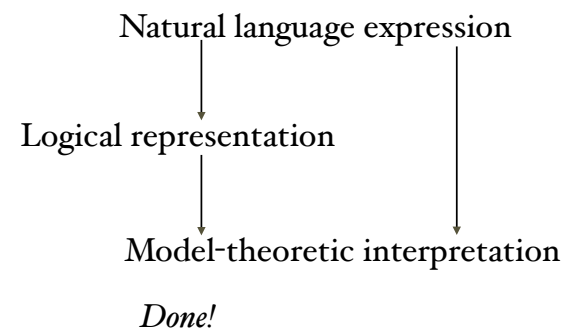 Natural language expression
Logical representation
Model-theoretic interpretation
Done!